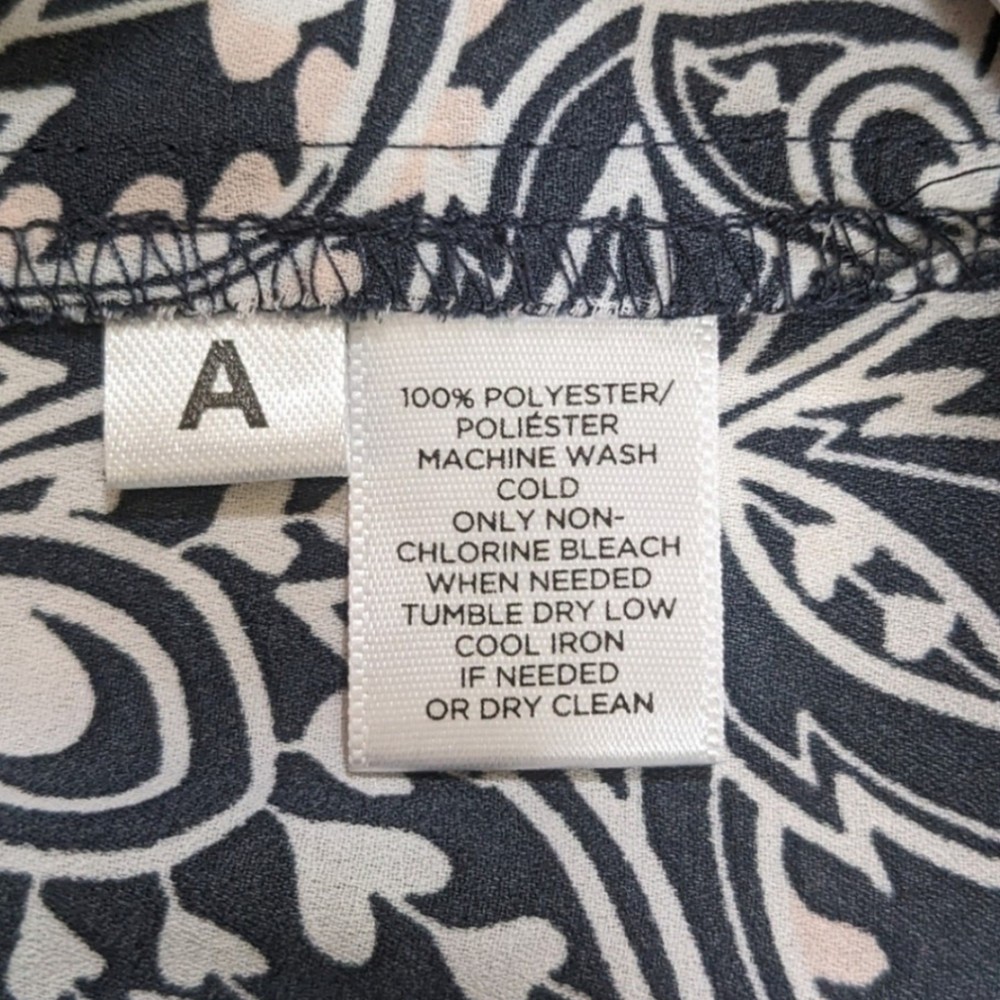 A
100% POLYESTER/
POLIÉSTER
MACHINE WASH
COLD
ONLY NON-
CHLORINE BLEACH
WHEN NEEDED
TUMBLE DRY LOW
COOL IRON
IF NEEDED
OR DRY CLEAN